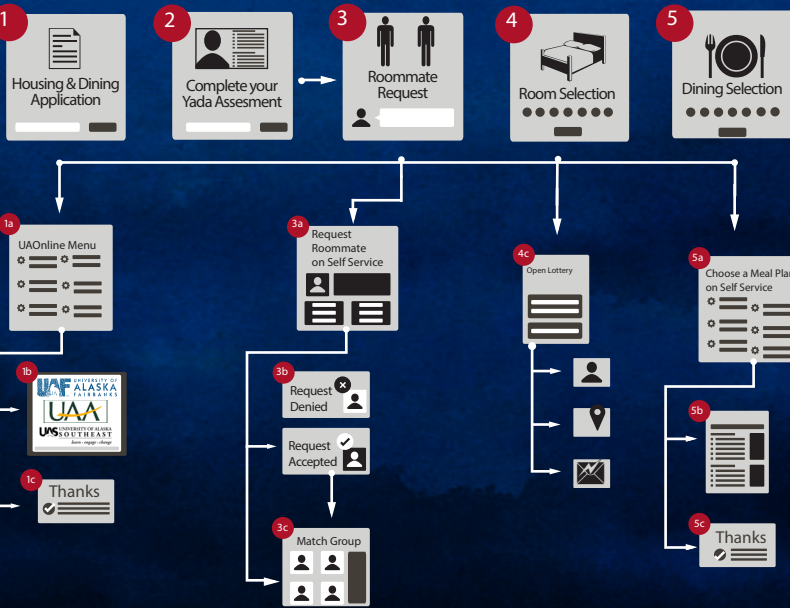 1
Housing & Dining
Application
2
Complete your
Yada Assesment
3
Roommate
Request
4
Room Selection
5
Dining Selection
1a
UAOnline Menu
1b
UAF UNIVERSITY OF
ALASKA
FAIRBANKS
UAA
UAS UNIVERSITY OF ALASKA
SOUTHEAST
learn • engage • change
1c
Thanks
3a
Request
Roommate
on Self Service
3b
Request
Denied
Request
Accepted
3c
Match Group
4c
Open Lottery
5a
Choose a Meal Plan
on Self Service
5b
5c
Thanks